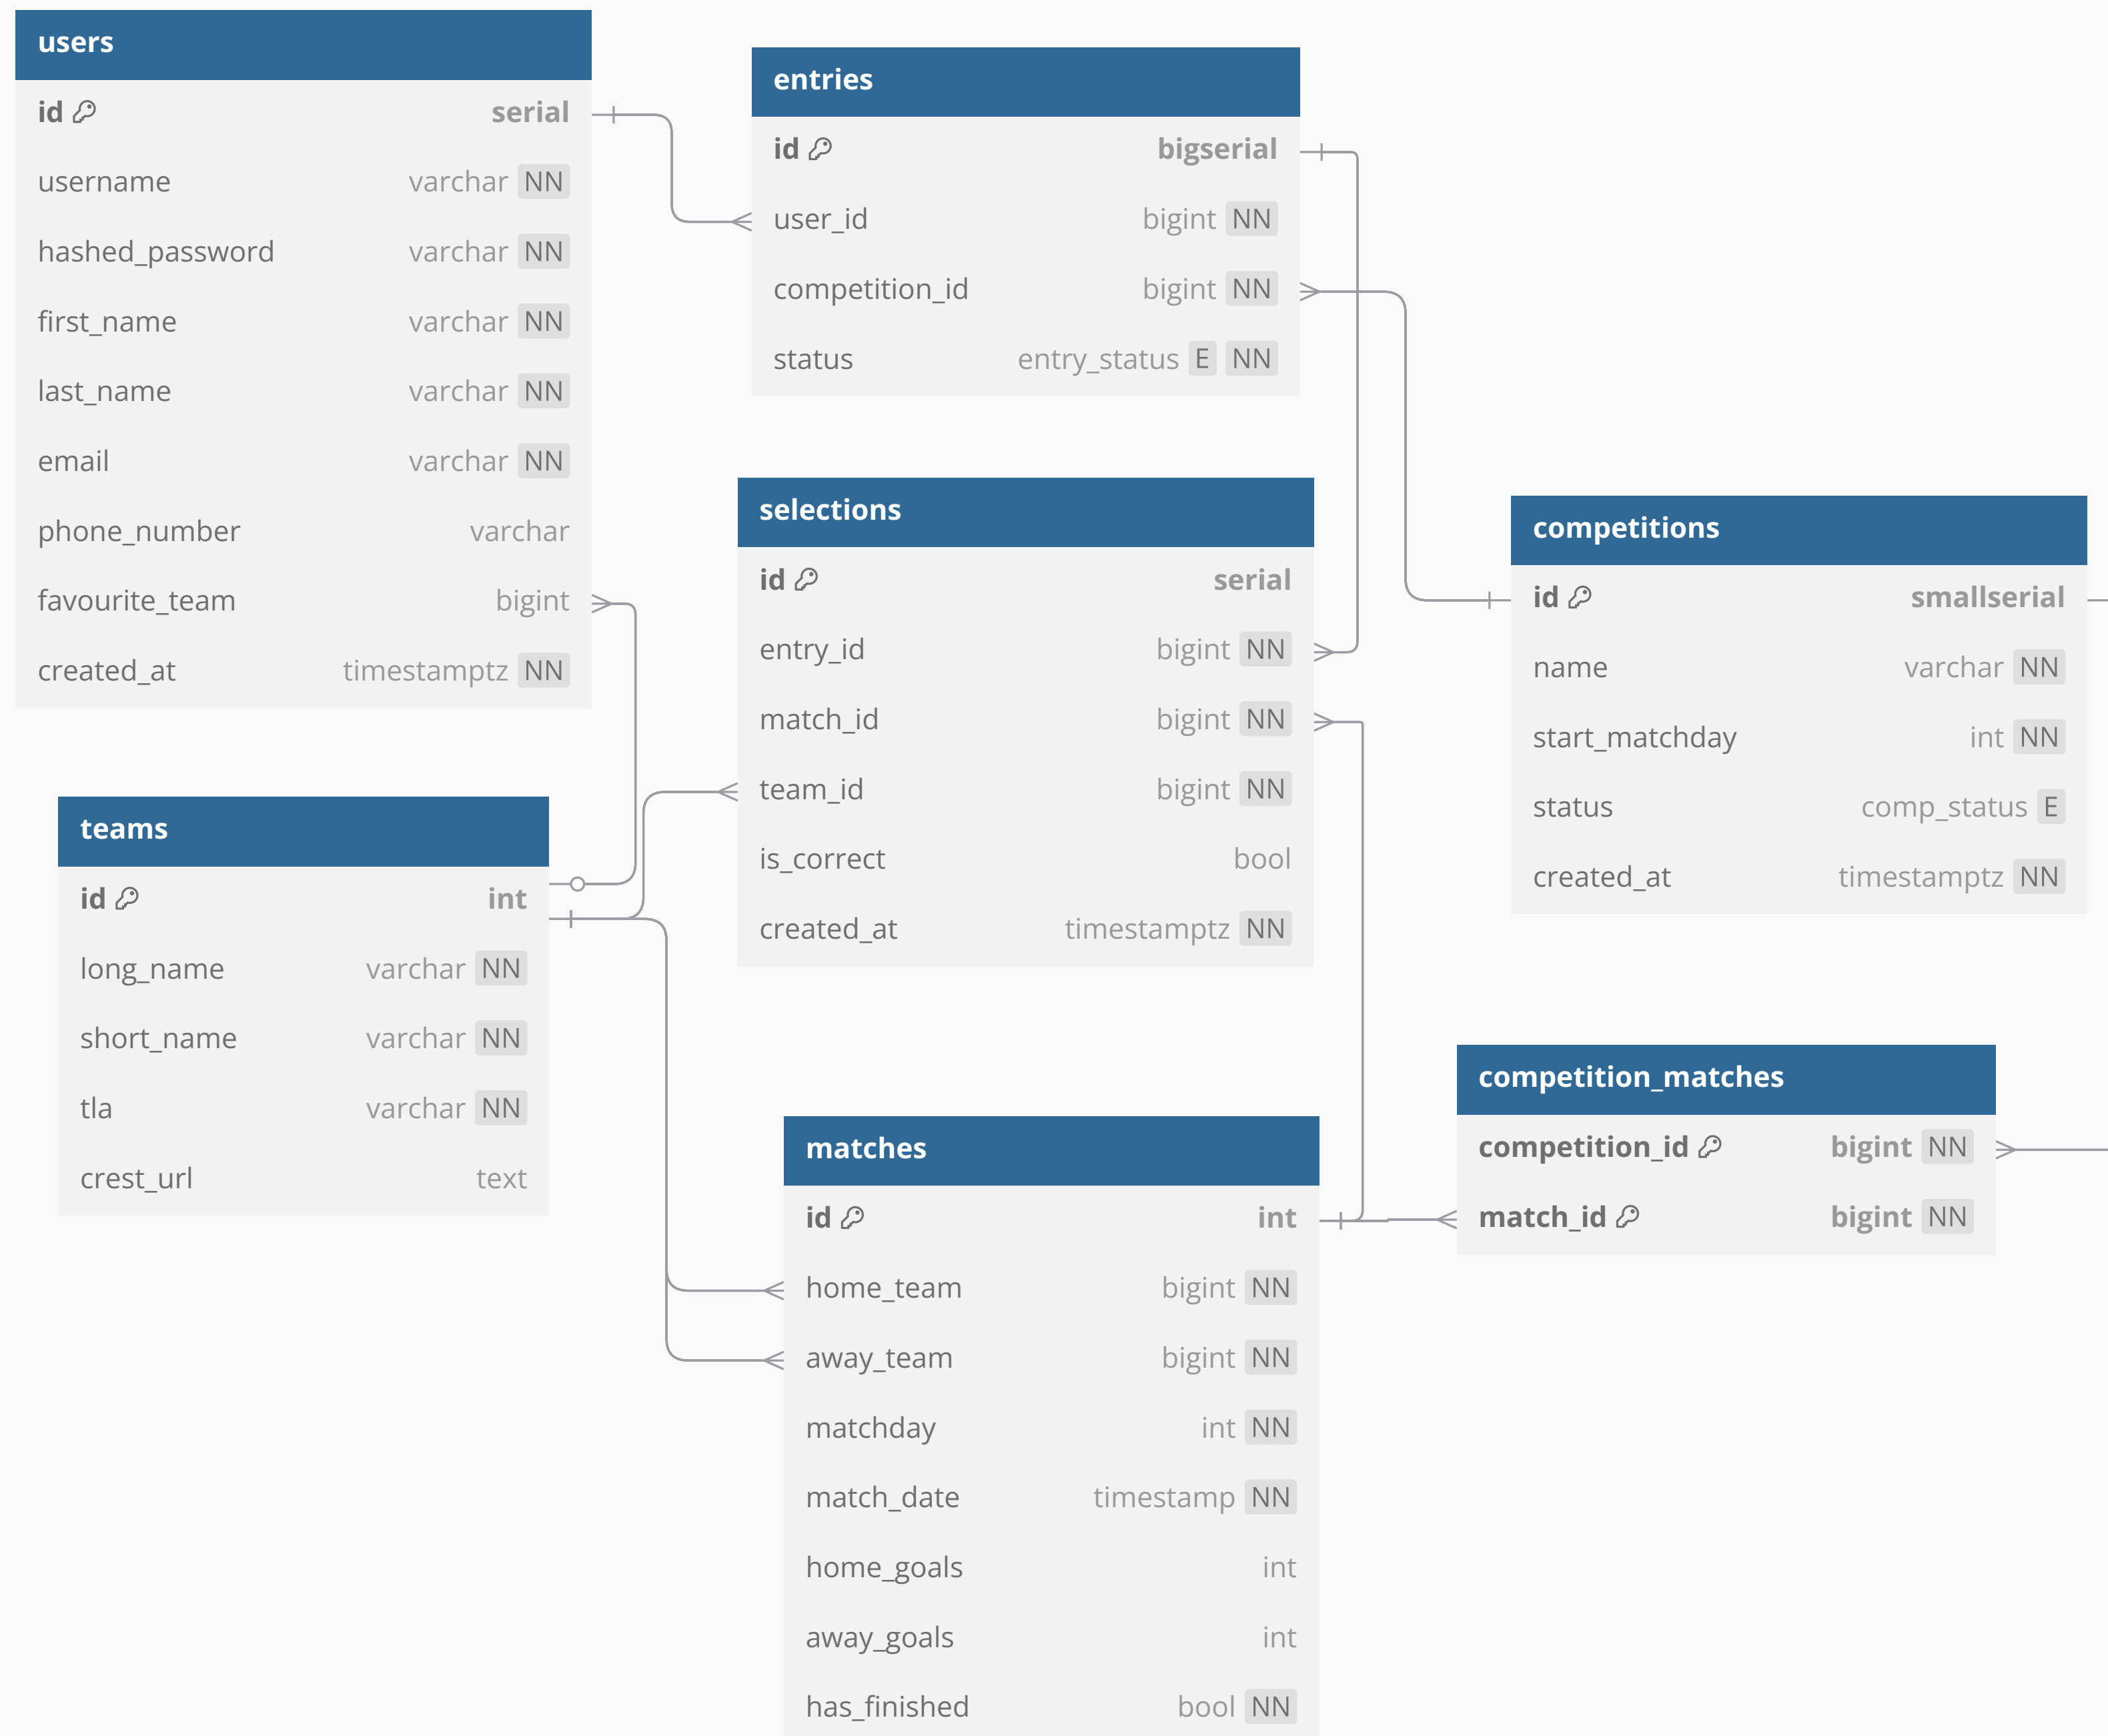 users
id serial
username varchar NN
hashed_password varchar NN
first_name varchar NN
last_name varchar NN
email varchar NN
phone_number varchar
favourite_team bigint
created_at timestamptz NN
entries
id bigserial
user_id bigint NN
competition_id bigint NN
status entry_status E NN
selections
id serial
entry_id bigint NN
match_id bigint NN
team_id bigint NN
is_correct bool
created_at timestamptz NN
competitions
id smallserial
name varchar NN
start_matchday int NN
status comp_status E
created_at timestamptz NN
teams
id int
long_name varchar NN
short_name varchar NN
tla varchar NN
crest_url text
matches
id int
home_team bigint NN
away_team bigint NN
matchday int NN
match_date timestamp NN
home_goals int
away_goals int
has_finished bool NN
competition_matches
competition_id bigint NN
match_id bigint NN